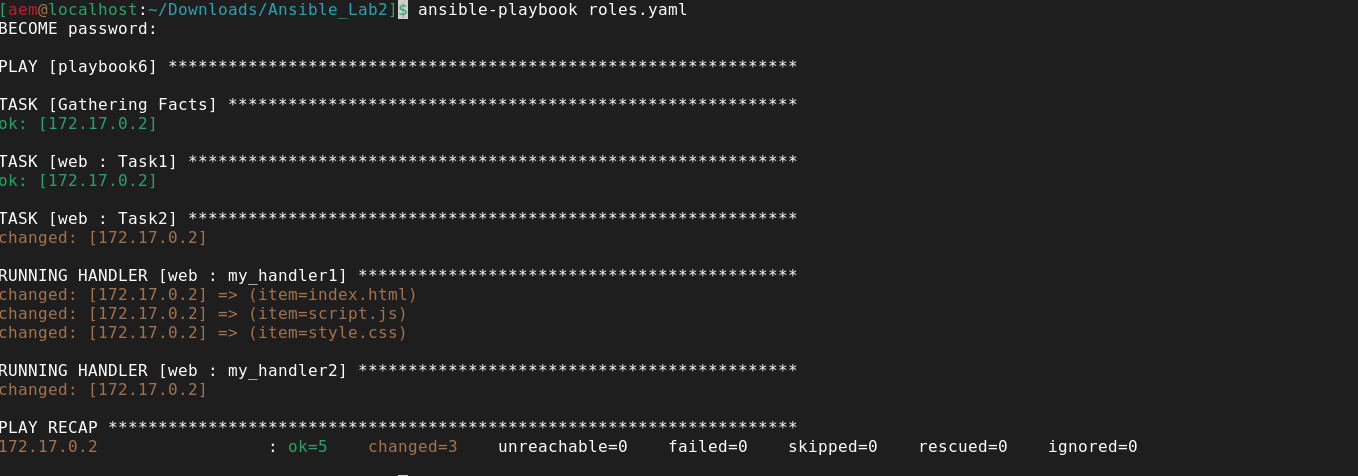 [aem@localhost:~/Downloads/Ansible_Lab2]$ ansible-playbook roles.yaml
BECOME password:
PLAY [playbook6] ***************************************************************
TASK [Gathering Facts] *********************************************************
ok: [172.17.0.2]
TASK [web : Task1] *************************************************************
ok: [172.17.0.2]
TASK [web : Task2] *************************************************************
changed: [172.17.0.2]
RUNNING HANDLER [web : my_handler1] ********************************************
changed: [172.17.0.2] => (item=index.html)
changed: [172.17.0.2] => (item=script.js)
changed: [172.17.0.2] => (item=style.css)
RUNNING HANDLER [web : my_handler2] ********************************************
changed: [172.17.0.2]
PLAY RECAP *********************************************************************
172.17.0.2                 : ok=5    changed=3    unreachable=0    failed=0    skipped=0    rescued=0    ignored=0